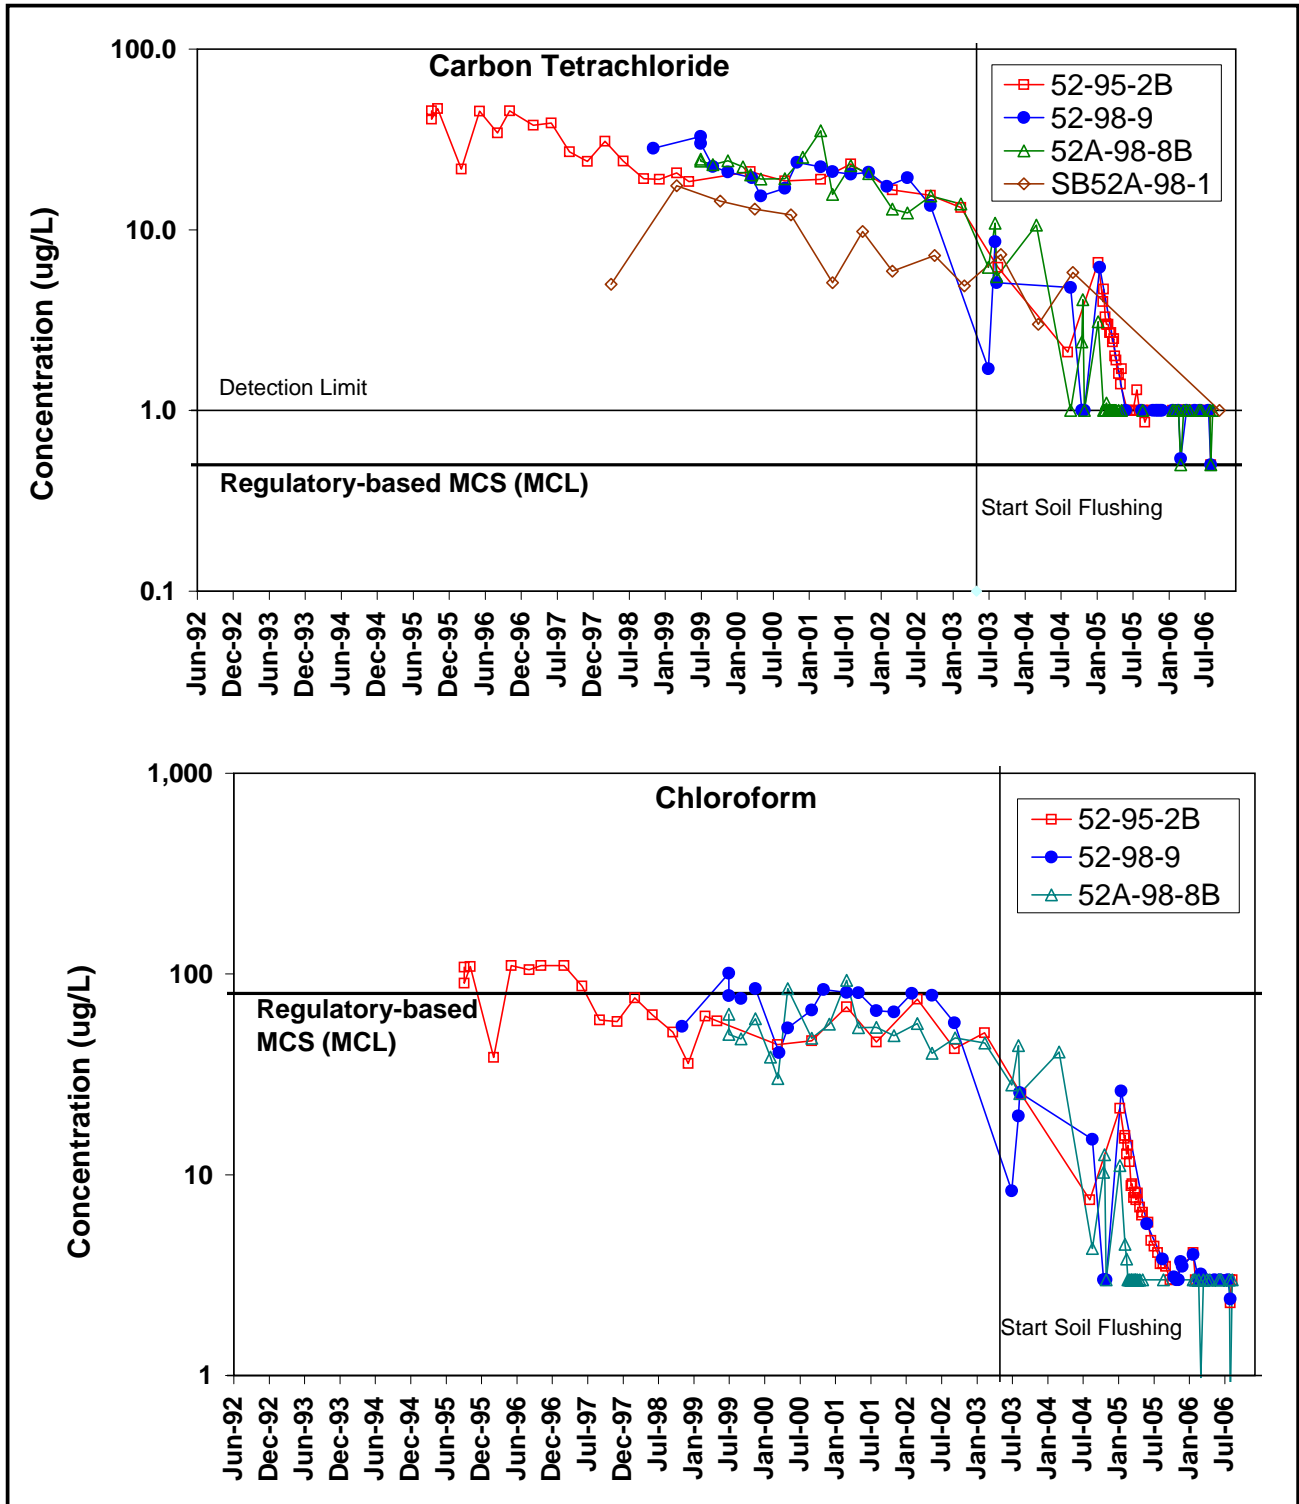 Carbon Tetrachloride
52-95-2B
52-98-9
52A-98-8B
SB52A-98-1
Concentration (ug/L)
100.0
10.0
1.0
0.1
Detection Limit
Regulatory-based MCS (MCL)
Start Soil Flushing
Jun-92
Dec-92
Jun-93
Dec-93
Jun-94
Dec-94
Jun-95
Dec-95
Jun-96
Dec-96
Jul-97
Dec-97
Jul-98
Jan-99
Jul-99
Jan-00
Jul-00
Jan-01
Jul-01
Jan-02
Jul-02
Jan-03
Jul-03
Jan-04
Jul-04
Jan-05
Jul-05
Jan-06
Jul-06
Chloroform
52-95-2B
52-98-9
52A-98-8B
Concentration (ug/L)
1,000
100
10
1
Regulatory-based
MCS (MCL)
Start Soil Flushing
Jun-92
Dec-92
Jun-93
Dec-93
Jun-94
Dec-94
Jun-95
Dec-95
Jun-96
Dec-96
Jul-97
Dec-97
Jul-98
Jan-99
Jul-99
Jan-00
Jul-00
Jan-01
Jul-01
Jan-02
Jul-02
Jan-03
Jul-03
Jan-04
Jul-04
Jan-05
Jul-05
Jan-06
Jul-06